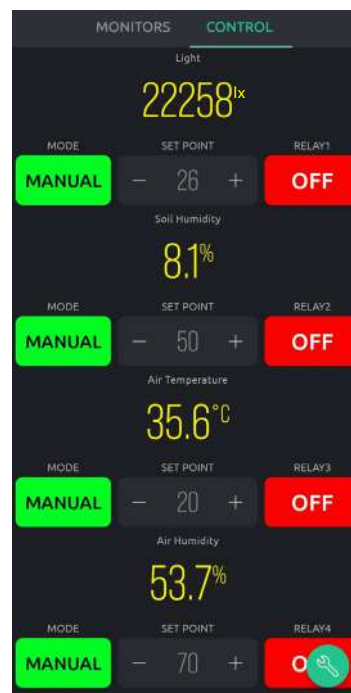 MONITORS CONTROL
Light
22258lx
MODE SET POINT RELAY1
MANUAL − 26 + OFF
Soil Humidity
8.1%
MODE SET POINT RELAY2
MANUAL − 50 + OFF
Air Temperature
35.6°C
MODE SET POINT RELAY3
MANUAL − 20 + OFF
Air Humidity
53.7%
MODE SET POINT RELAY4
MANUAL − 70 +